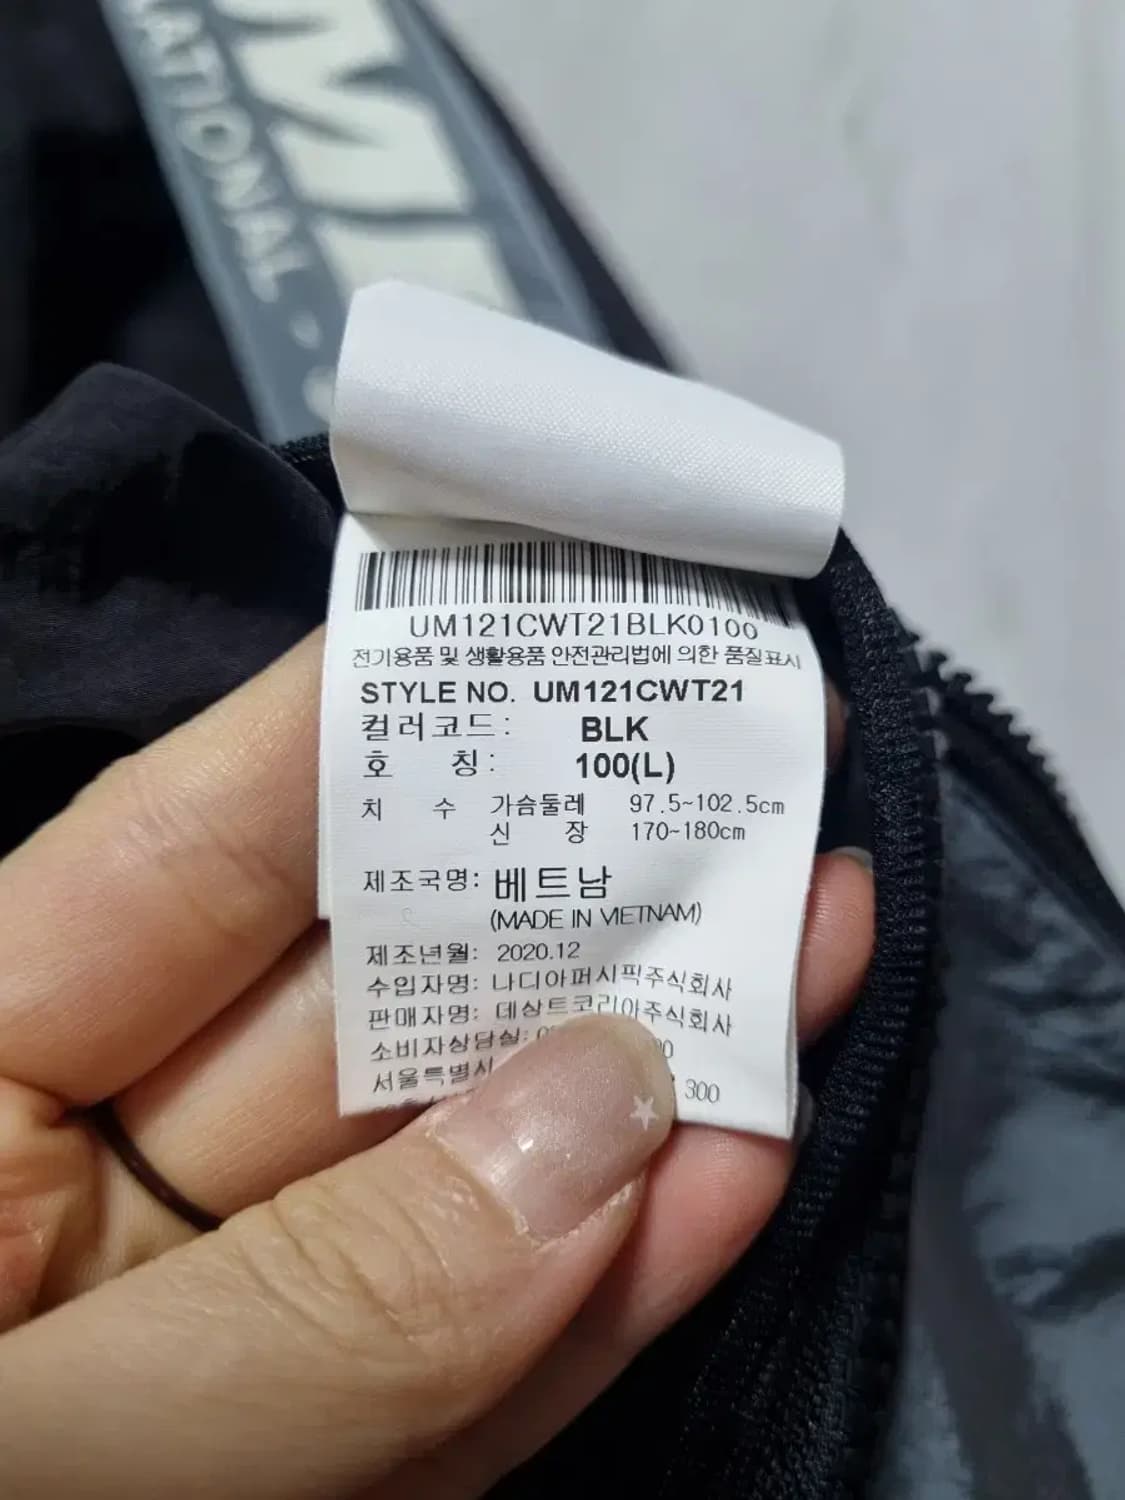 ATIONAL
UM121CWT21BLK0100
전기용품 및 생활용품 안전관리법에 의한 품질표시
STYLE NO. UM121CWT21
컬러코드: BLK
호 칭: 100(L)
치 수 가슴둘레 97.5~102.5cm
신 장 170~180cm
제조국명: 베트남
(MADE IN VIETNAM)
제조년월: 2020.12
수입자명: 나디아퍼시픽주식회사
판매자명: 데상트코리아주식회사
소비자상담실:
서울특별시 300